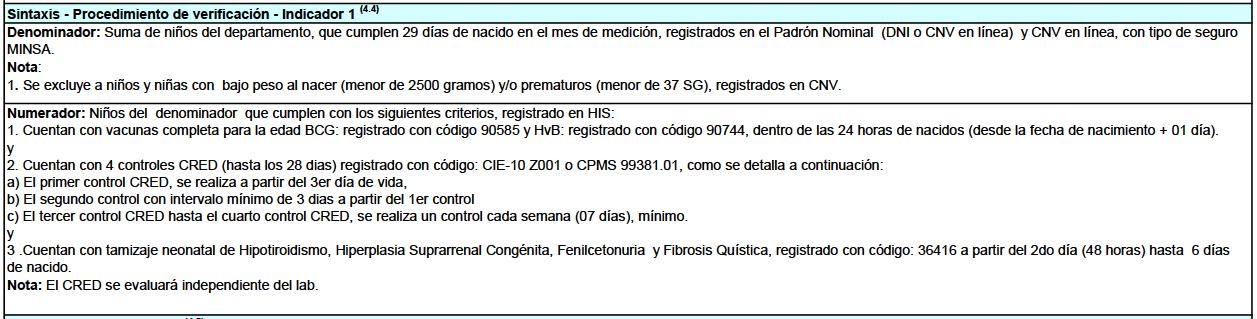 Sintaxis - Procedimiento de verificación - Indicador 1 (4.4)
Denominador: Suma de niños del departamento, que cumplen 29 días de nacido en el mes de medición, registrados en el Padrón Nominal (DNI o CNV en línea) y CNV en línea, con tipo de seguro
MINSA.
Nota:
1. Se excluye a niños y niñas con bajo peso al nacer (menor de 2500 gramos) y/o prematuros (menor de 37 SG), registrados en CNV.
Numerador: Niños del denominador que cumplen con los siguientes criterios, registrado en HIS:
1. Cuentan con vacunas completa para la edad BCG: registrado con código 90585 y HvB: registrado con código 90744, dentro de las 24 horas de nacidos (desde la fecha de nacimiento + 01 día).
y
2. Cuentan con 4 controles CRED (hasta los 28 dias) registrado con código: CIE-10 Z001 o CPMS 99381.01, como se detalla a continuación:
a) El primer control CRED, se realiza a partir del 3er día de vida,
b) El segundo control con intervalo mínimo de 3 dias a partir del 1er control
c) El tercer control CRED hasta el cuarto control CRED, se realiza un control cada semana (07 días), mínimo.
y
3 .Cuentan con tamizaje neonatal de Hipotiroidismo, Hiperplasia Suprarrenal Congénita, Fenilcetonuria y Fibrosis Quística, registrado con código: 36416 a partir del 2do día (48 horas) hasta 6 días
de nacido.
Nota: El CRED se evaluará independiente del lab.